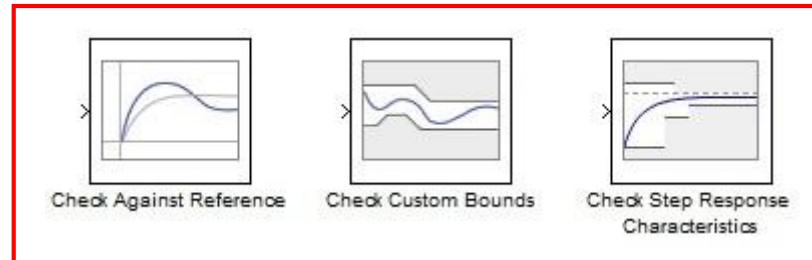 Check Against Reference
Check Custom Bounds
Check Step Response
Characteristics